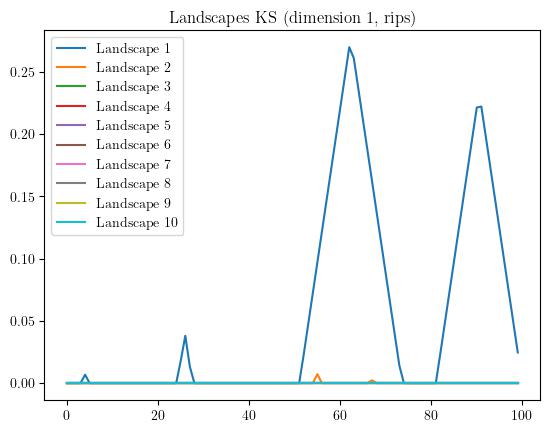 Landscapes KS (dimension 1, rips)
Landscape 1
Landscape 2
Landscape 3
Landscape 4
Landscape 5
Landscape 6
Landscape 7
Landscape 8
Landscape 9
Landscape 10
0.25
0.20
0.15
0.10
0.05
0.00
0 20 40 60 80 100